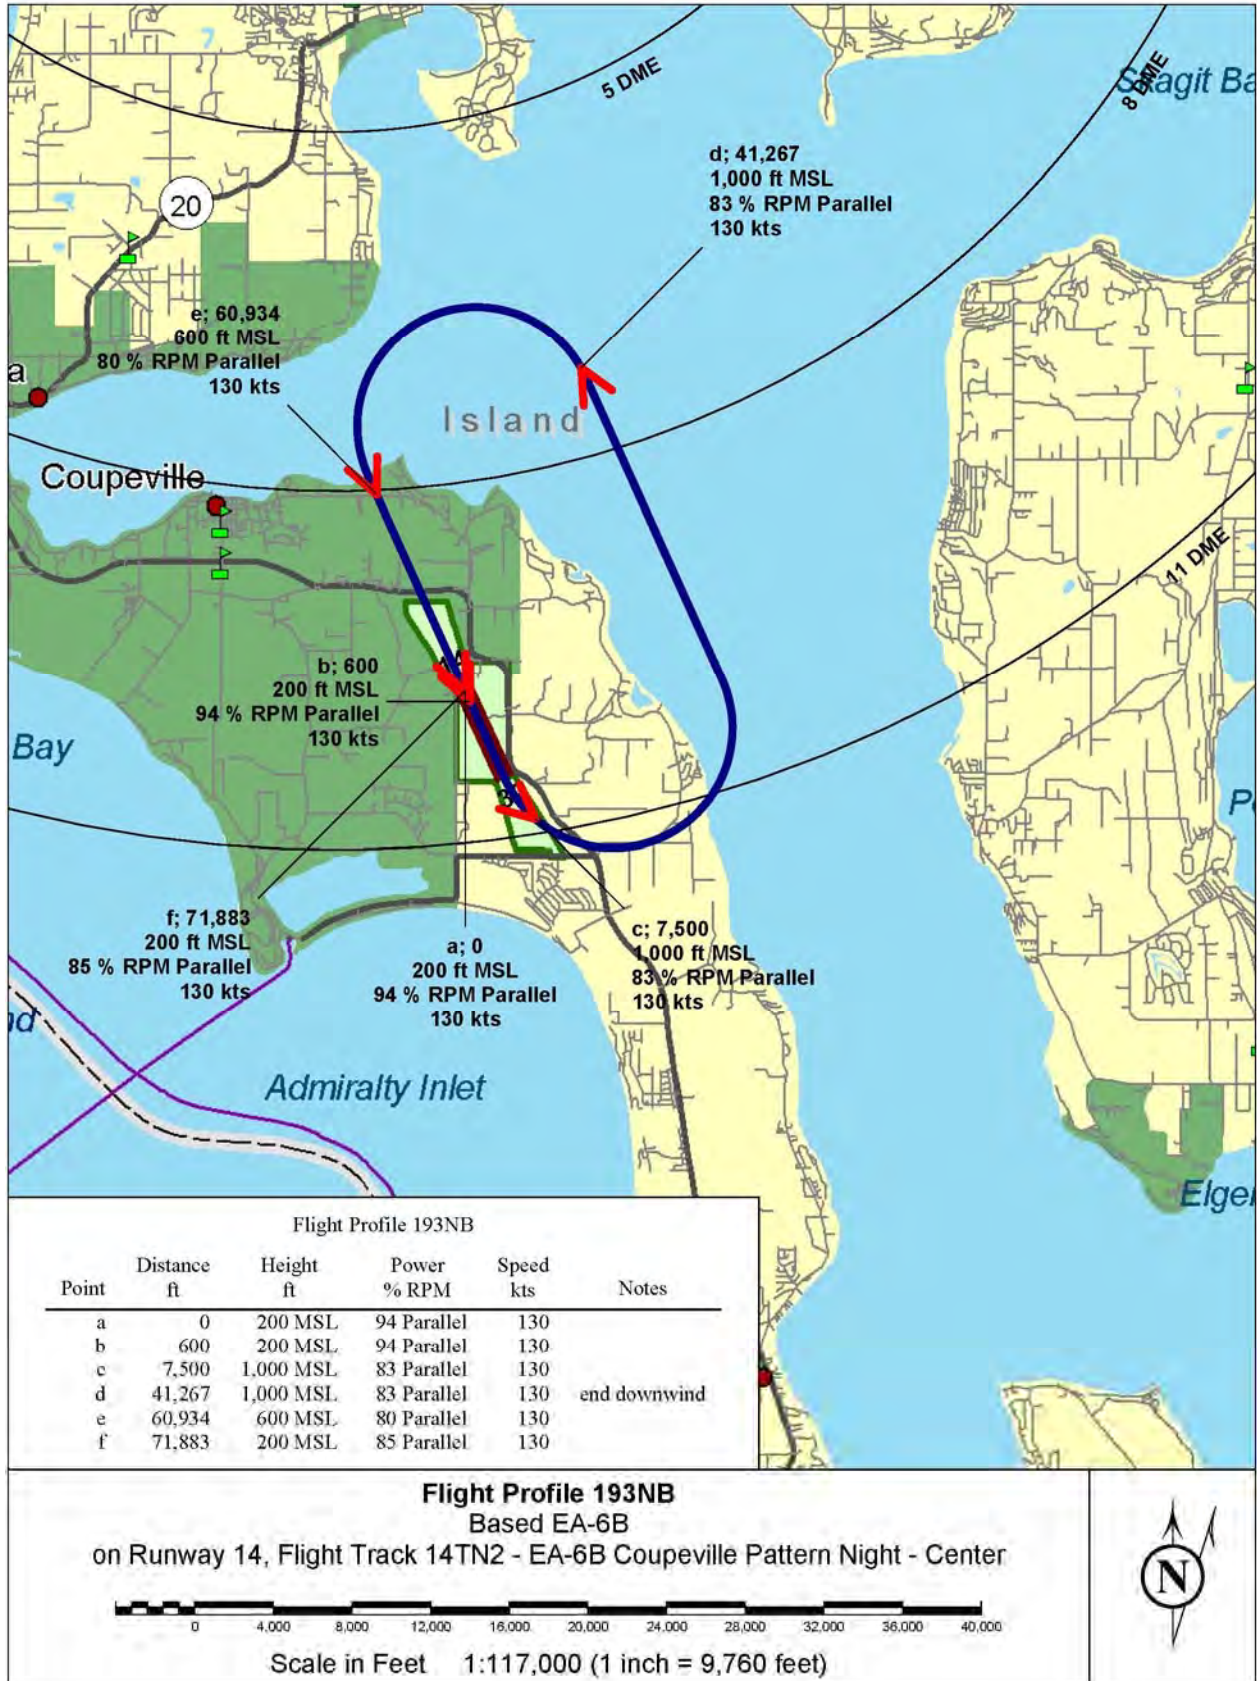 5 DME
Skagit Ba
8 DME
d; 41,267
1,000 ft MSL
83 % RPM Parallel
130 kts
20
e; 60,934
600 ft MSL
80 % RPM Parallel
130 kts
a
Island
Coupeville
11 DME
b; 600
200 ft MSL
94 % RPM Parallel
130 kts
Bay
f; 71,883
200 ft MSL
85 % RPM Parallel
130 kts
a; 0
200 ft MSL
94 % RPM Parallel
130 kts
c; 7,500
1,000 ft MSL
83 % RPM Parallel
130 kts
nd
Admiralty Inlet
Elger
Flight Profile 193NB
Point Distance ft Height ft Power % RPM Speed kts Notes
a 0 200 MSL 94 Parallel 130
b 600 200 MSL 94 Parallel 130
c 7,500 1,000 MSL 83 Parallel 130
d 41,267 1,000 MSL 83 Parallel 130 end downwind
e 60,934 600 MSL 80 Parallel 130
f 71,883 200 MSL 85 Parallel 130
Flight Profile 193NB
Based EA-6B
on Runway 14, Flight Track 14TN2 - EA-6B Coupeville Pattern Night - Center
0 4,000 8,000 12,000 16,000 20,000 24,000 28,000 32,000 36,000 40,000
Scale in Feet 1:117,000 (1 inch = 9,760 feet)
N